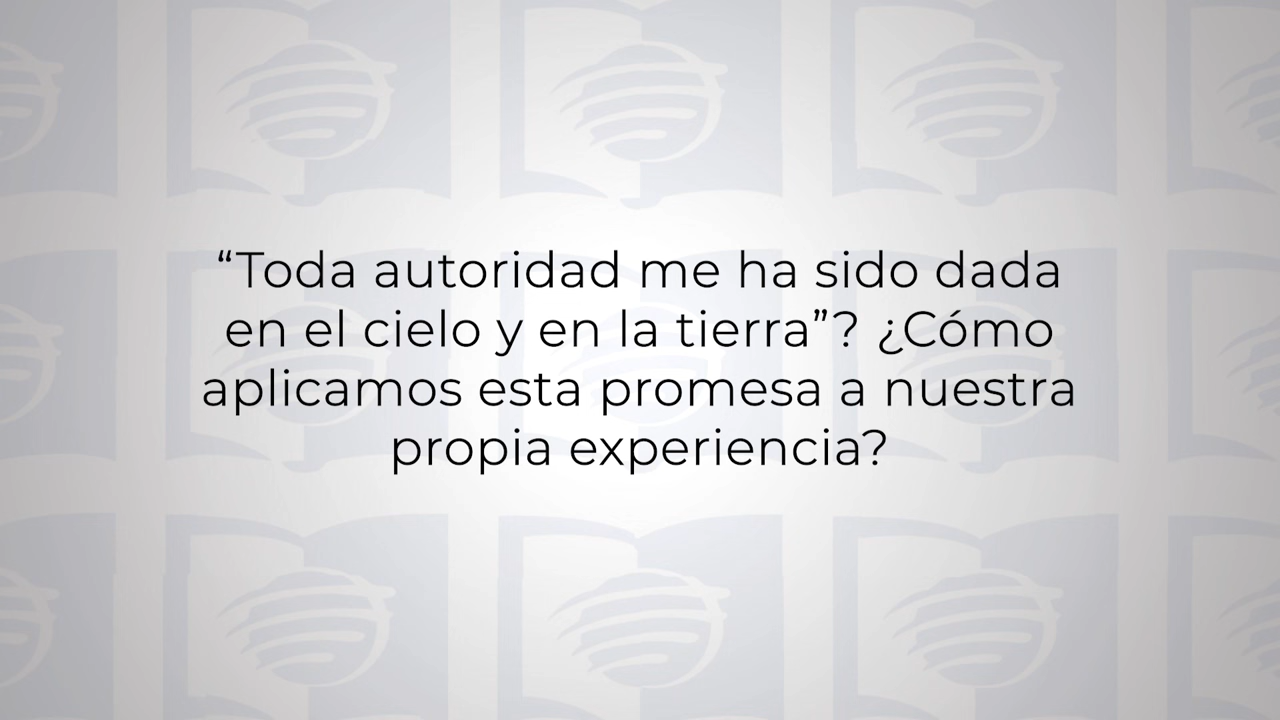 “Toda autoridad me ha sido dada
en el cielo y en la tierra”? ¿Cómo
aplicamos esta promesa a nuestra
propia experiencia?